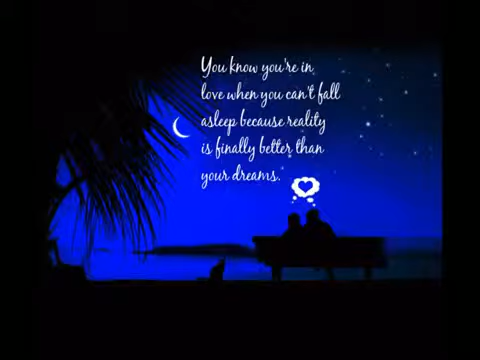 You know you're in
love when you can't fall
asleep because reality
is finally better than
your dreams.